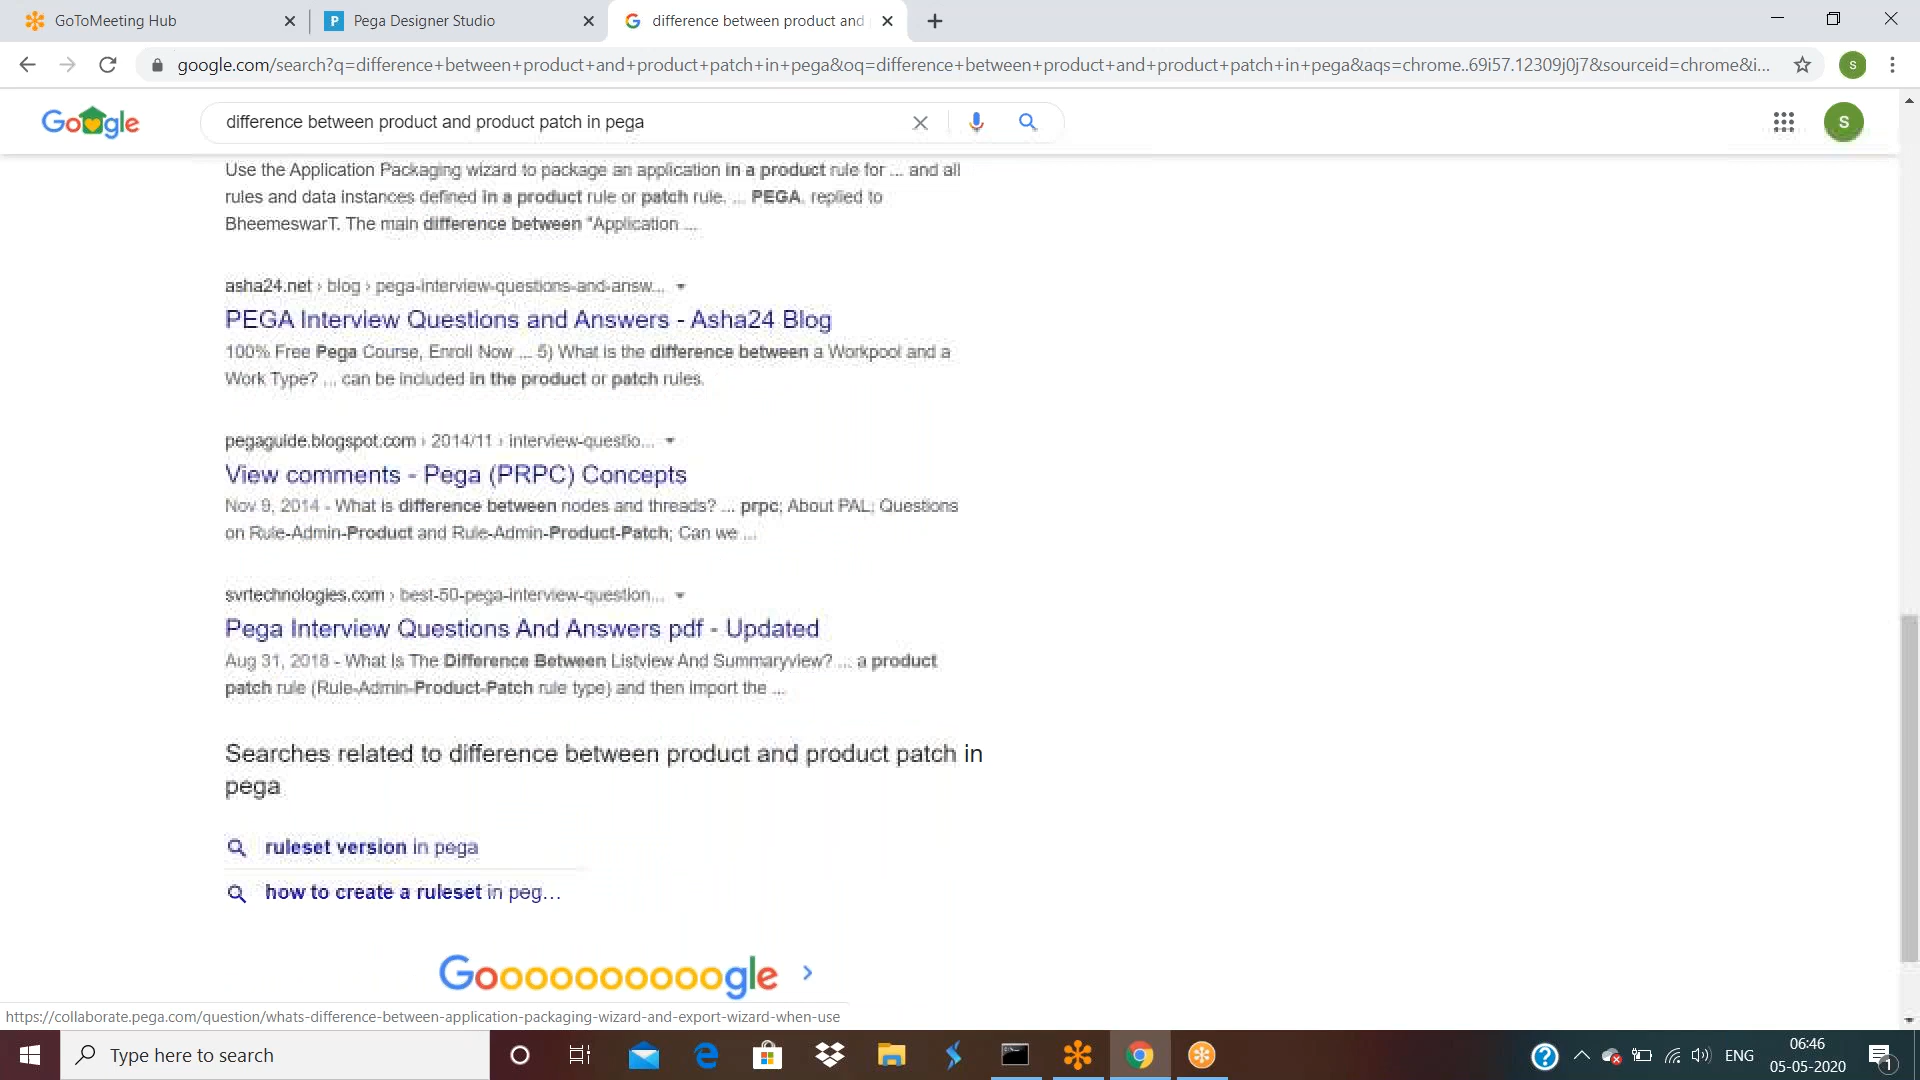 GoToMeeting Hub
Pega Designer Studio
difference between product and
google.com/search?q=difference+between+product+and+product+patch+in+pega&oq=difference+between+product+and+product+patch+in+pega&aqs=chrome..69i57.12309j0j7&sourceid=chrome&i...
S
Google
difference between product and product patch in pega
S
Use the Application Packaging wizard to package an application in a product rule for ... and all
rules and data instances defined in a product rule or patch rule. ... PEGA. replied to
BheemeswarT. The main difference between "Application ...
asha24.net › blog › pega-interview-questions-and-answ...
PEGA Interview Questions and Answers - Asha24 Blog
100% Free Pega Course, Enroll Now ... 5) What is the difference between a Workpool and a
Work Type? ... can be included in the product or patch rules.
pegaguide.blogspot.com › 2014/11 › interview-questio...
View comments - Pega (PRPC) Concepts
Nov 9, 2014 - What is difference between nodes and threads? ... prpc; About PAL; Questions
on Rule-Admin-Product and Rule-Admin-Product-Patch; Can we ...
svrtechnologies.com › best-50-pega-interview-question...
Pega Interview Questions And Answers pdf - Updated
Aug 31, 2018 - What Is The Difference Between Listview And Summaryview? ... a product
patch rule (Rule-Admin-Product-Patch rule type) and then import the ...
Searches related to difference between product and product patch in
pega
ruleset version in pega
how to create a ruleset in peg...
Goooooooooogle
https://collaborate.pega.com/question/whats-difference-between-application-packaging-wizard-and-export-wizard-when-use
Type here to search
ENG
06:46
05-05-2020
1